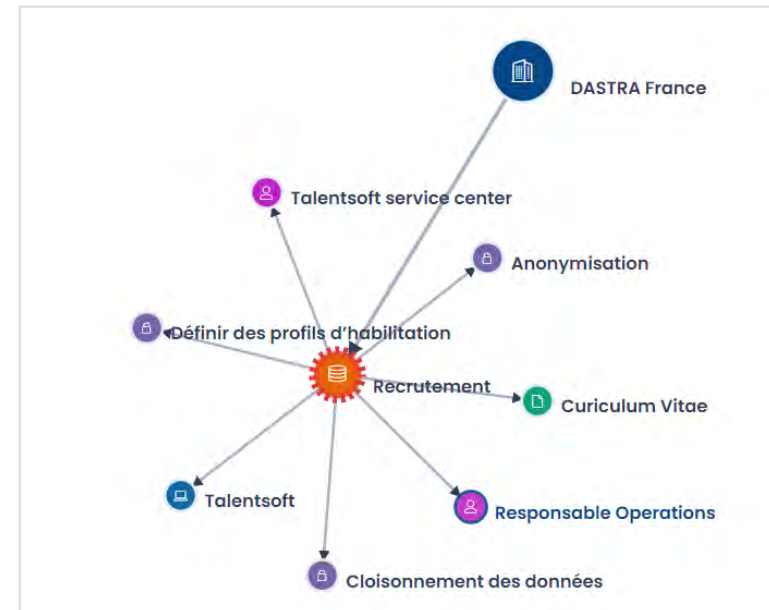 DASTRA France
Talentsoft service center
Anonymisation
Définir des profils d'habilitation
Recrutement
Curiculum Vitae
Talentsoft
Responsable Operations
Cloisonnement des données